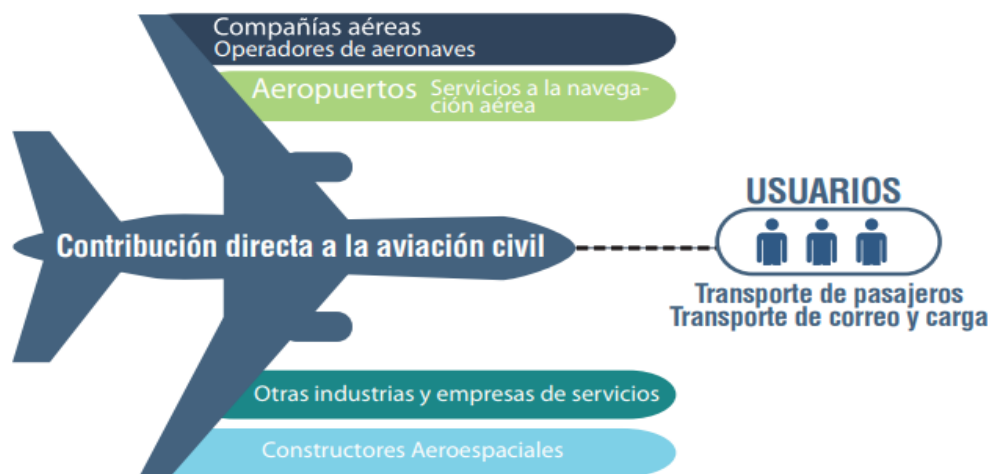 Compañías aéreas
Operadores de aeronaves
Aeropuertos Servicios a la navega-
ción aérea
Contribución directa a la aviación civil
USUARIOS
Transporte de pasajeros
Transporte de correo y carga
Otras industrias y empresas de servicios
Constructores Aeroespaciales